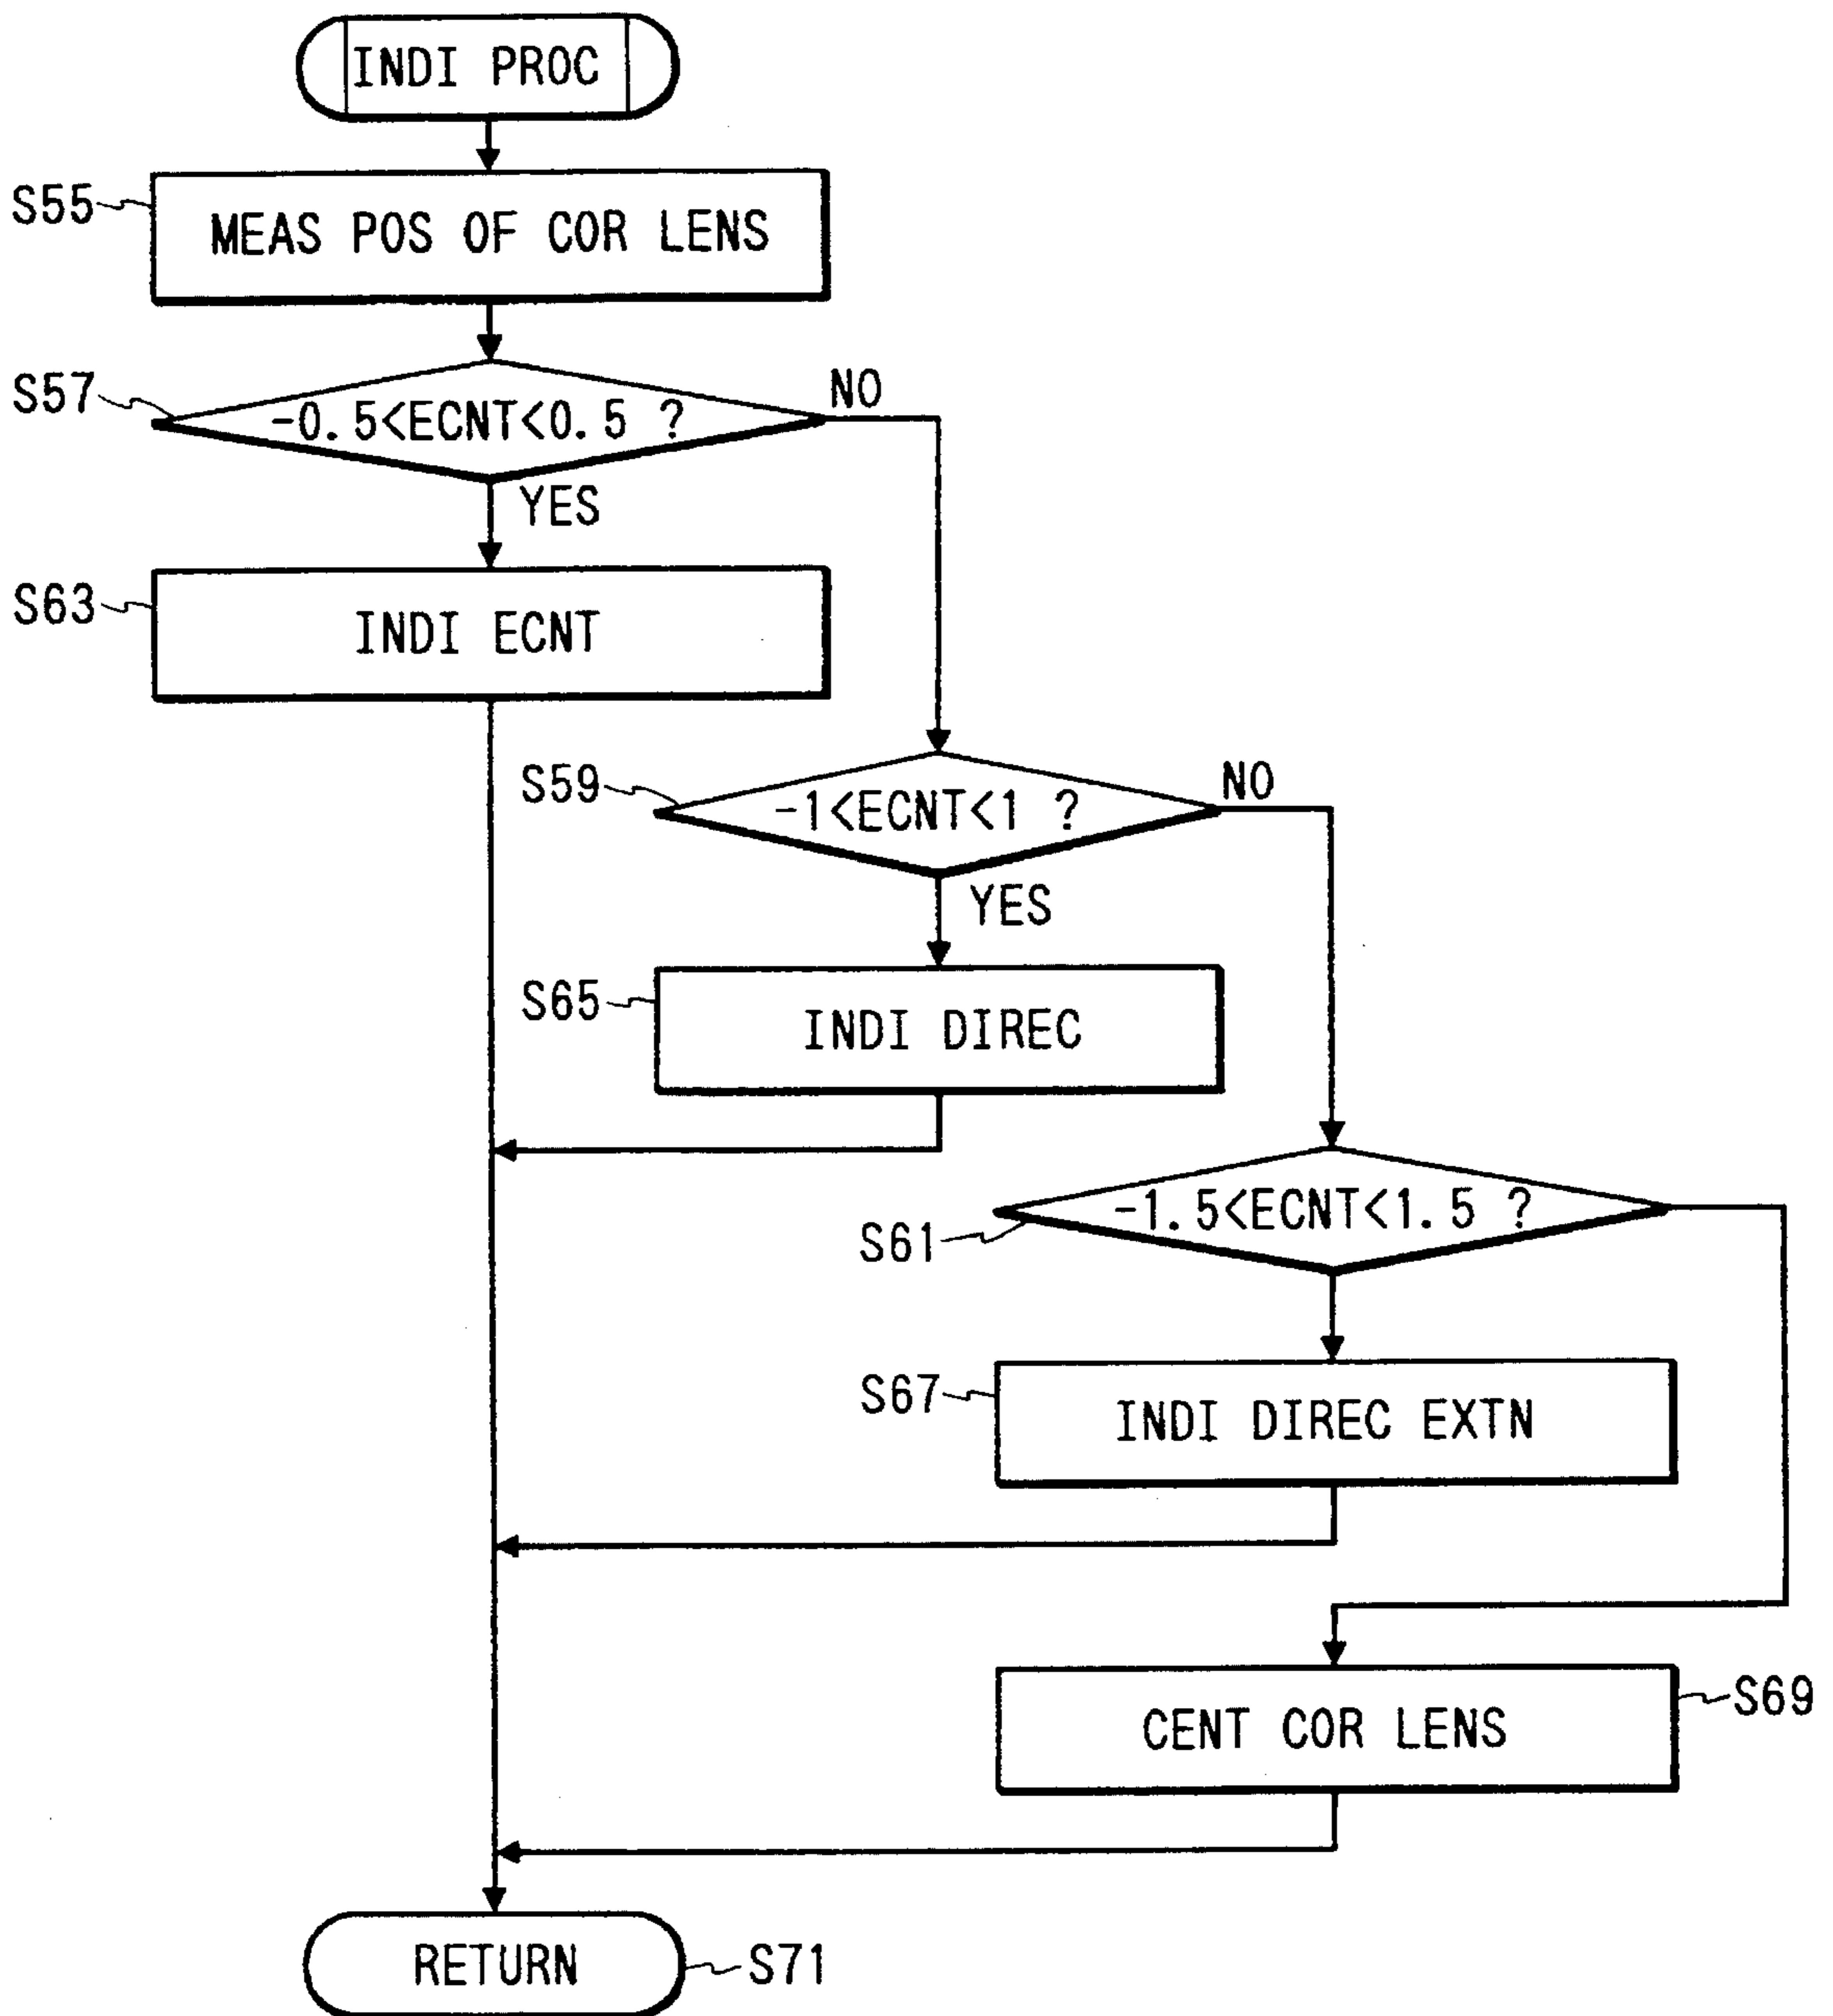 INDI PROC
S55
MEAS POS OF COR LENS
S57
-0.5<ECNT<0.5 ?
NO
YES
S63
INDI ECNT
S59
-1<ECNT<1 ?
NO
YES
S65
INDI DIREC
S61
-1.5<ECNT<1.5 ?
S67
INDI DIREC EXTN
CENT COR LENS
S69
RETURN
S71